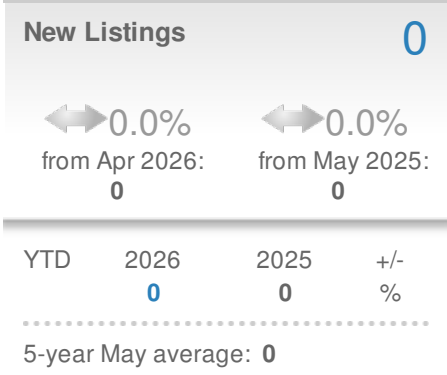 New Listings 0
0.0% 0.0%
from Apr 2026: from May 2025:
0 0
YTD 2026 2025 +/-
0 0 %
5-year May average: 0